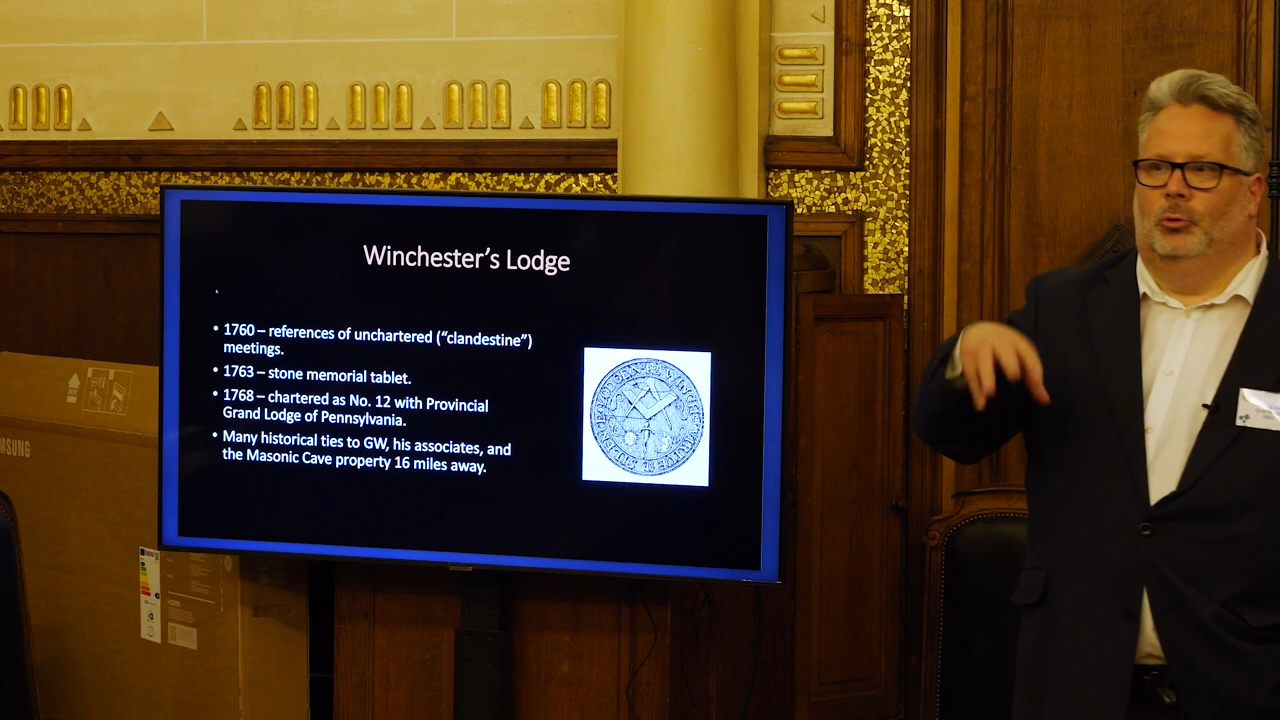 Winchester's Lodge
• 1760 – references of unchartered ("clandestine")
meetings.
• 1763 – stone memorial tablet.
• 1768 – chartered as No. 12 with Provincial
Grand Lodge of Pennsylvania.
• Many historical ties to GW, his associates, and
the Masonic Cave property 16 miles away.
MSUNG